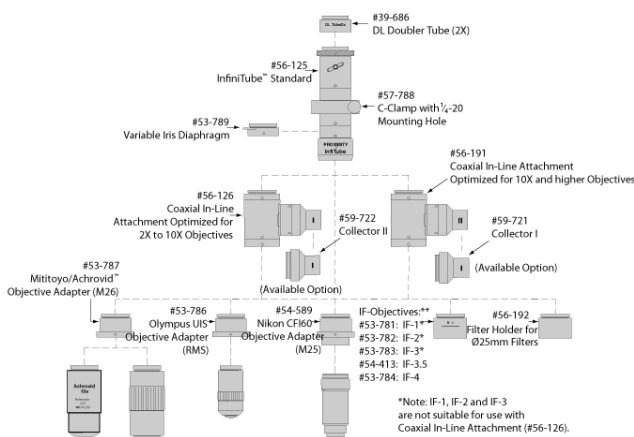 #39-686
DL Doubler Tube (2X)
#56-125
InfiniTube™ Standard
#57-788
C-Clamp with ¼-20
Mounting Hole
#53-789
Variable Iris Diaphragm
PROXIMITY
InfiTube
#56-191
Coaxial In-Line Attachment
Optimized for 10X and higher Objectives
#56-126
Coaxial In-Line
Attachment Optimized for
2X to 10X Objectives
I
#59-722
Collector II
I
(Available Option)
II
#59-721
Collector I
I
(Available Option)
#53-787
Mititoyo/Achrovid™
Objective Adapter (M26)
#53-786
Olympus UIS
Objective Adapter
(RMS)
#54-589
Nikon CFI60
Objective Adapter
(M25)
IF-Objectives:**
#53-781: IF-1*
#53-782: IF-2*
#53-783: IF-3*
#54-413: IF-3.5
#53-784: IF-4
#56-192
Filter Holder for
Ø25mm Filters
*Note: IF-1, IF-2 and IF-3
are not suitable for use with
Coaxial In-Line Attachment (#56-126).